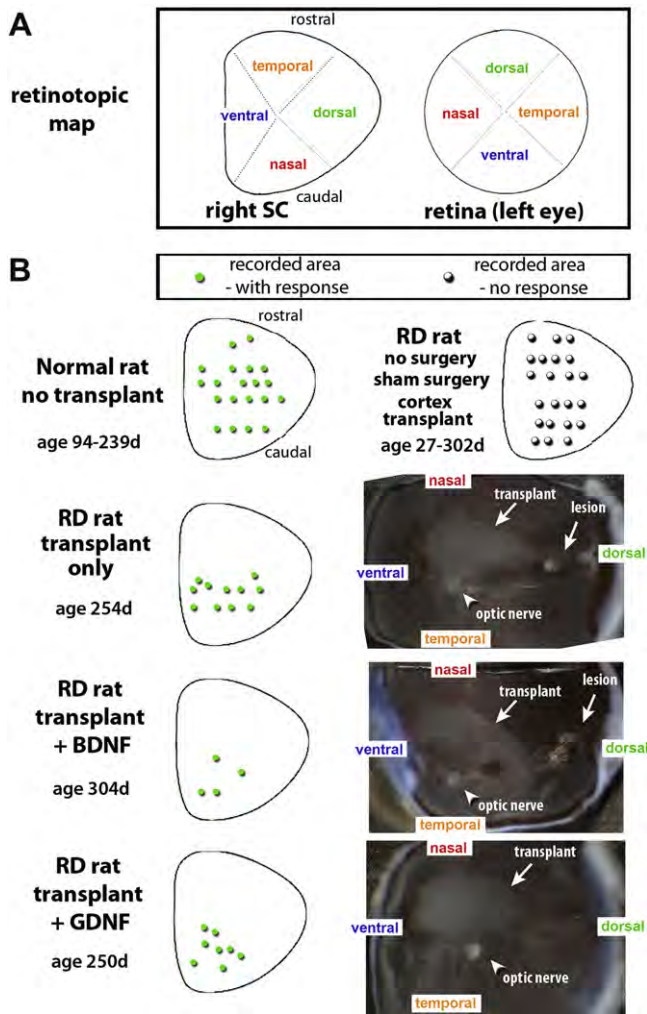 A
retinotopic
map
rostral
temporal
ventral
dorsal
nasal
caudal
right SC
dorsal
nasal
temporal
ventral
retina (left eye)
B
recorded area
- with response
recorded area
- no response
Normal rat
no transplant
age 94-239d
rostral
caudal
RD rat
no surgery
sham surgery
cortex
transplant
age 27-302d
RD rat
transplant
only
age 254d
nasal
transplant
lesion
ventral
dorsal
optic nerve
temporal
RD rat
transplant
+ BDNF
age 304d
nasal
lesion
transplant
ventral
dorsal
optic nerve
temporal
RD rat
transplant
+ GDNF
age 250d
nasal
transplant
ventral
dorsal
optic nerve
temporal